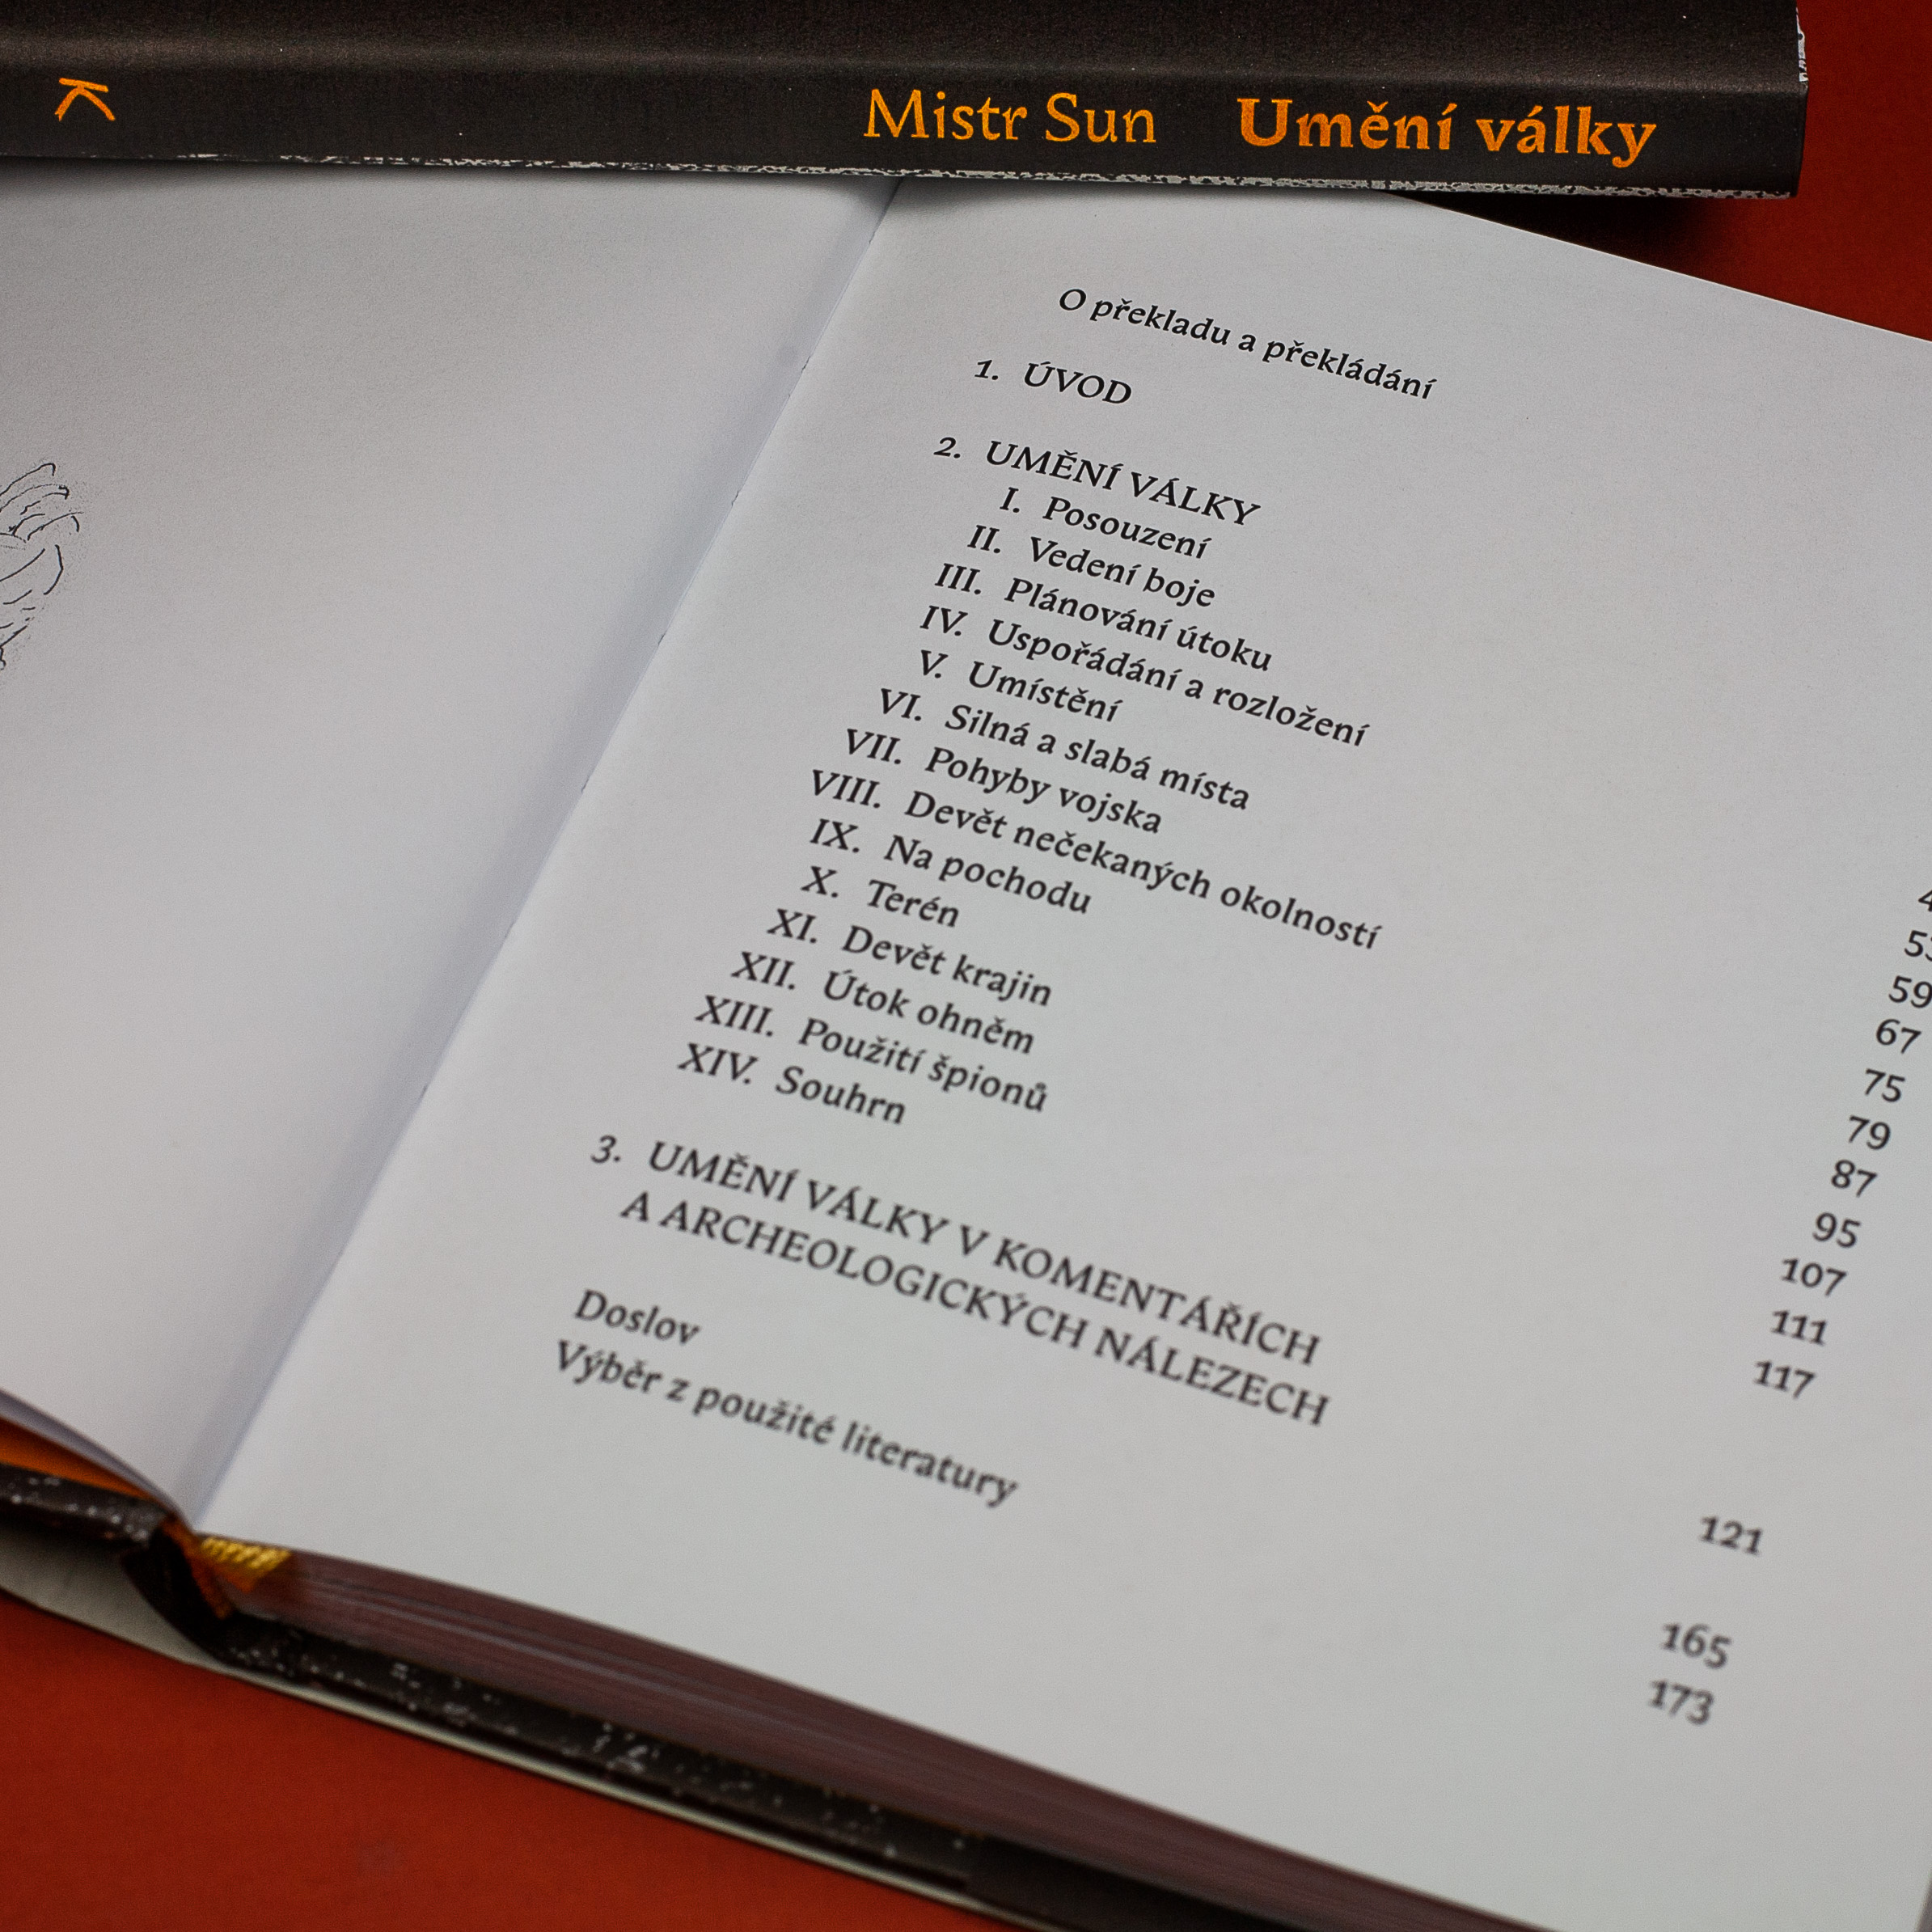 Mistr Sun Umění války
O překladu a překládání
1. ÚVOD
2. UMĚNÍ VÁLKY
I. Posouzení
II. Vedení boje
III. Plánování útoku
IV. Uspořádání a rozložení
V. Umístění
VI. Silná a slabá místa
VII. Pohyby vojska
VIII. Devět nečekaných okolností
IX. Na pochodu
X. Terén
XI. Devět krajin
XII. Útok ohněm
XIII. Použití špionů
XIV. Souhrn
3. UMĚNÍ VÁLKY V KOMENTÁŘÍCH
A ARCHEOLOGICKÝCH NÁLEZECH
Doslov
Výběr z použité literatury
59
67
75
79
87
95
107
111
117
121
165
173